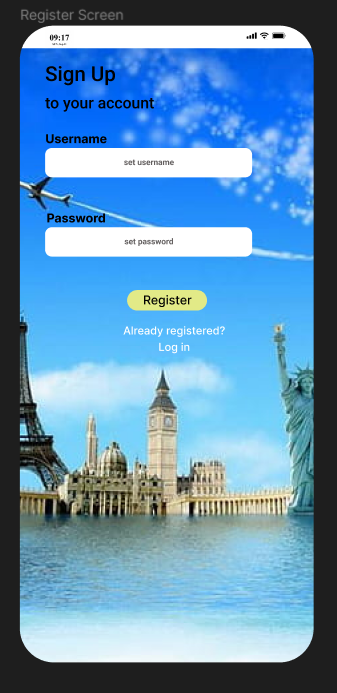 Register Screen
09:17
Sign Up
to your account
Username
set username
Password
set password
Register
Already registered?
Log in